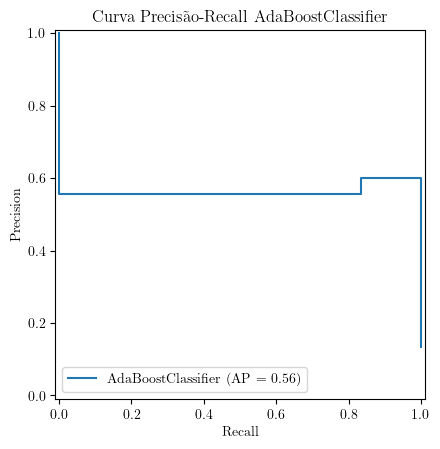 Curva Precisão-Recall AdaBoostClassifier
1.0
0.8
0.6
0.4
0.2
0.0
Precision
AdaBoostClassifier (AP = 0.56)
0.0 0.2 0.4 0.6 0.8 1.0
Recall